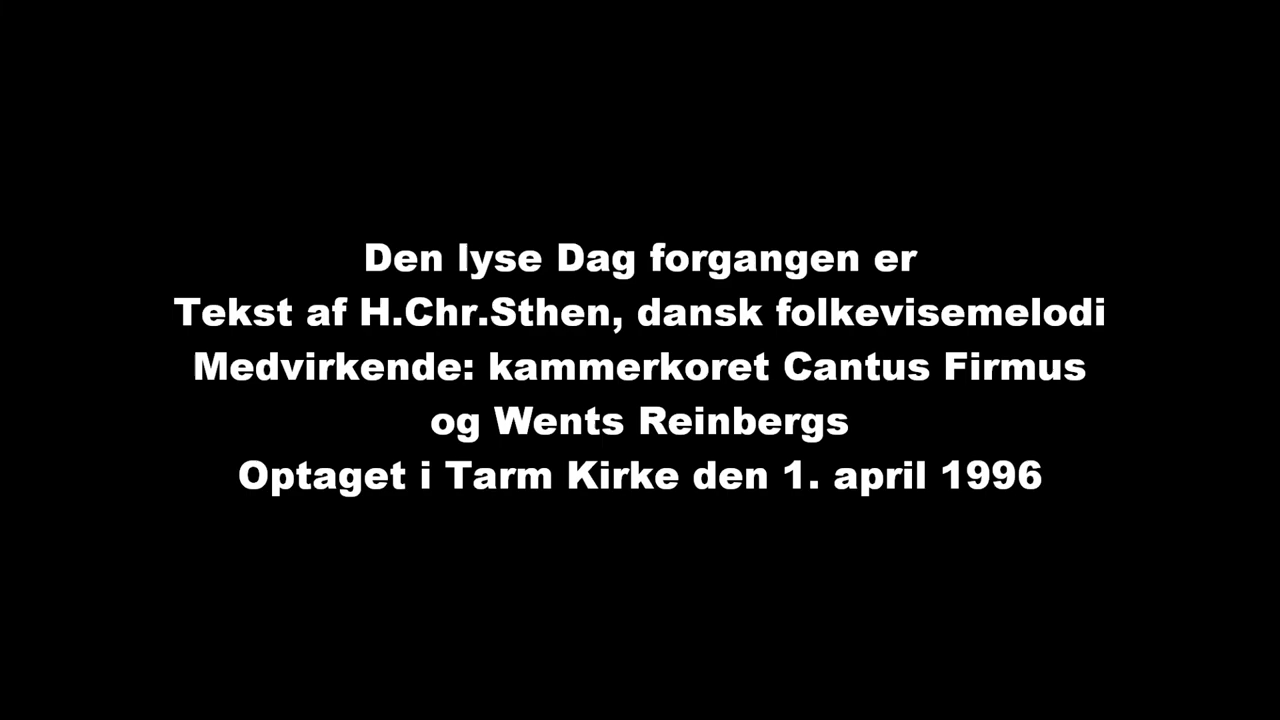 Den lyse Dag forgangen er
Tekst af H.Chr.Sthen, dansk folkevisemelodi
Medvirkende: kammerkoret Cantus Firmus
og Wents Reinbergs
Optaget i Tarm Kirke den 1. april 1996